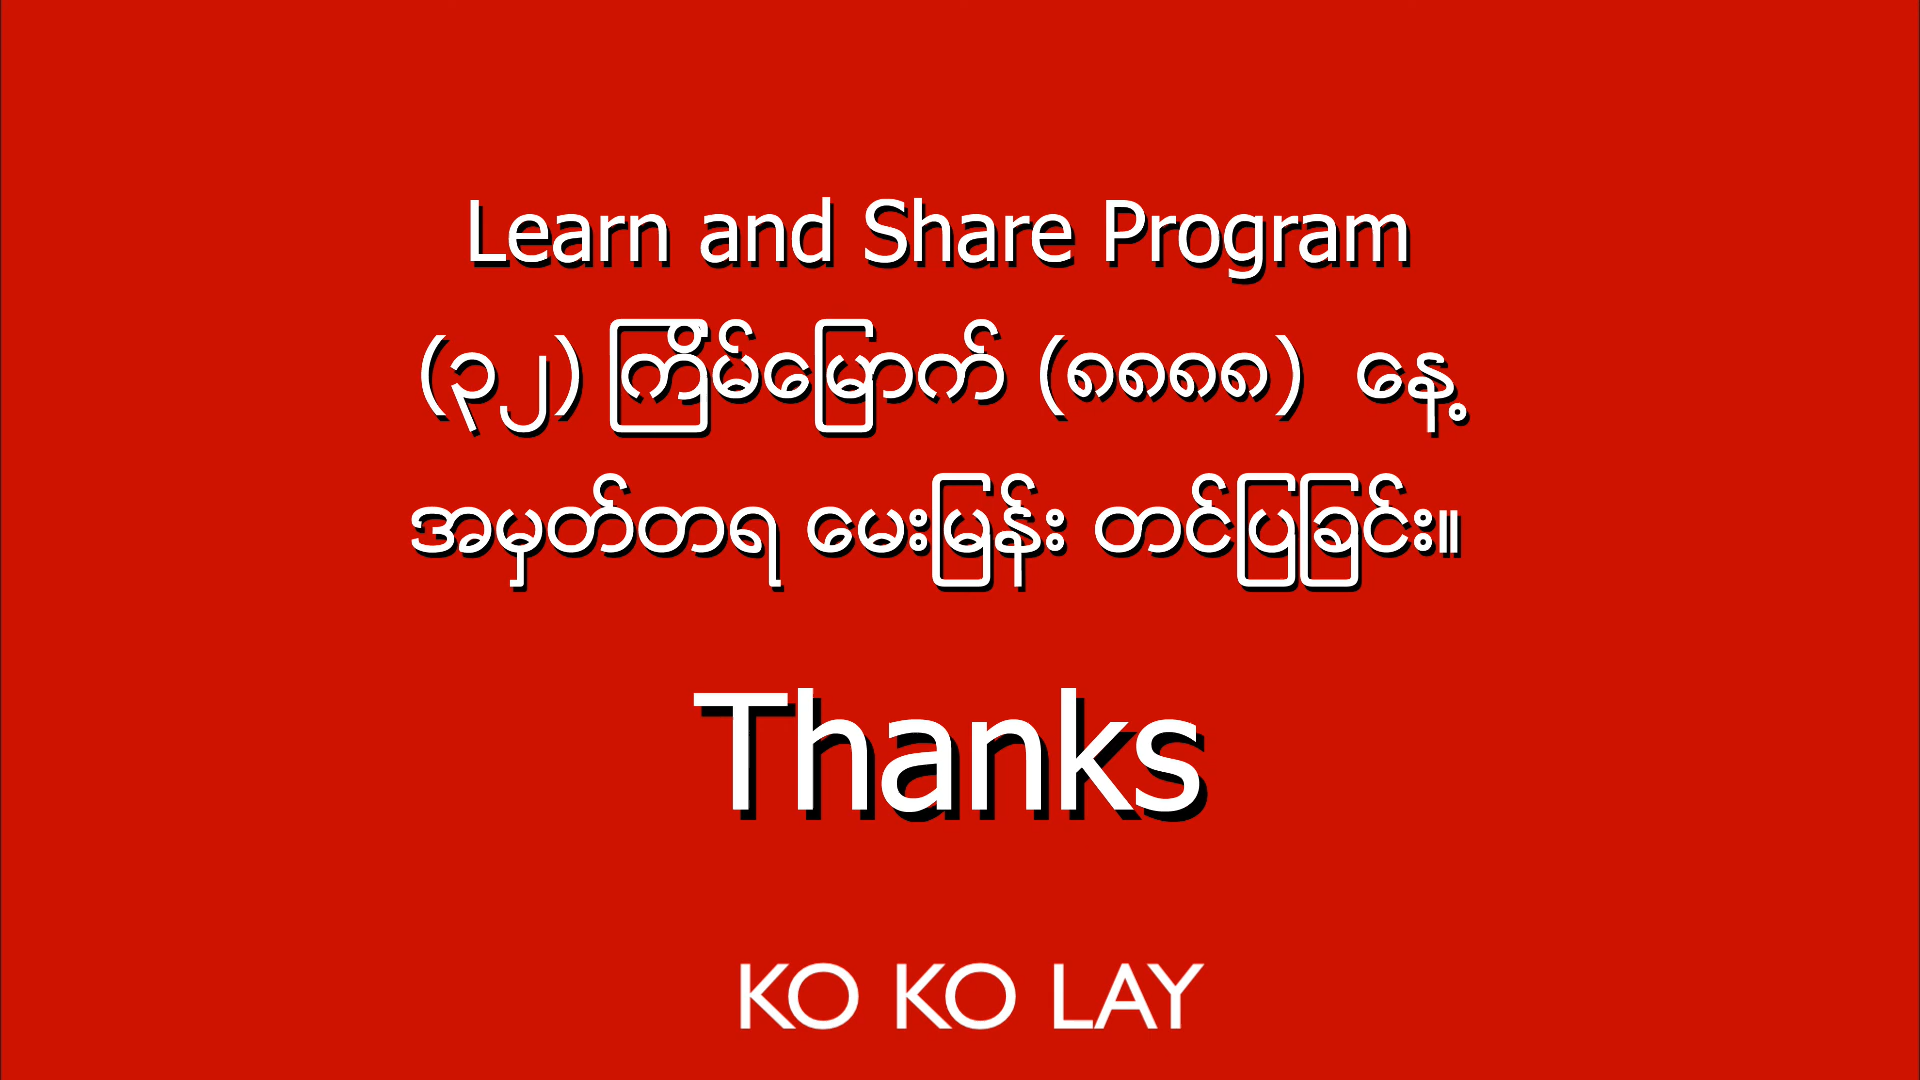 Learn and Share Program
(၃၂) ကြိမ်မြောက် (၈၈၈၈) နေ့
အမှတ်တရ မေးမြန်း တင်ပြခြင်း။
Thanks
KO KO LAY